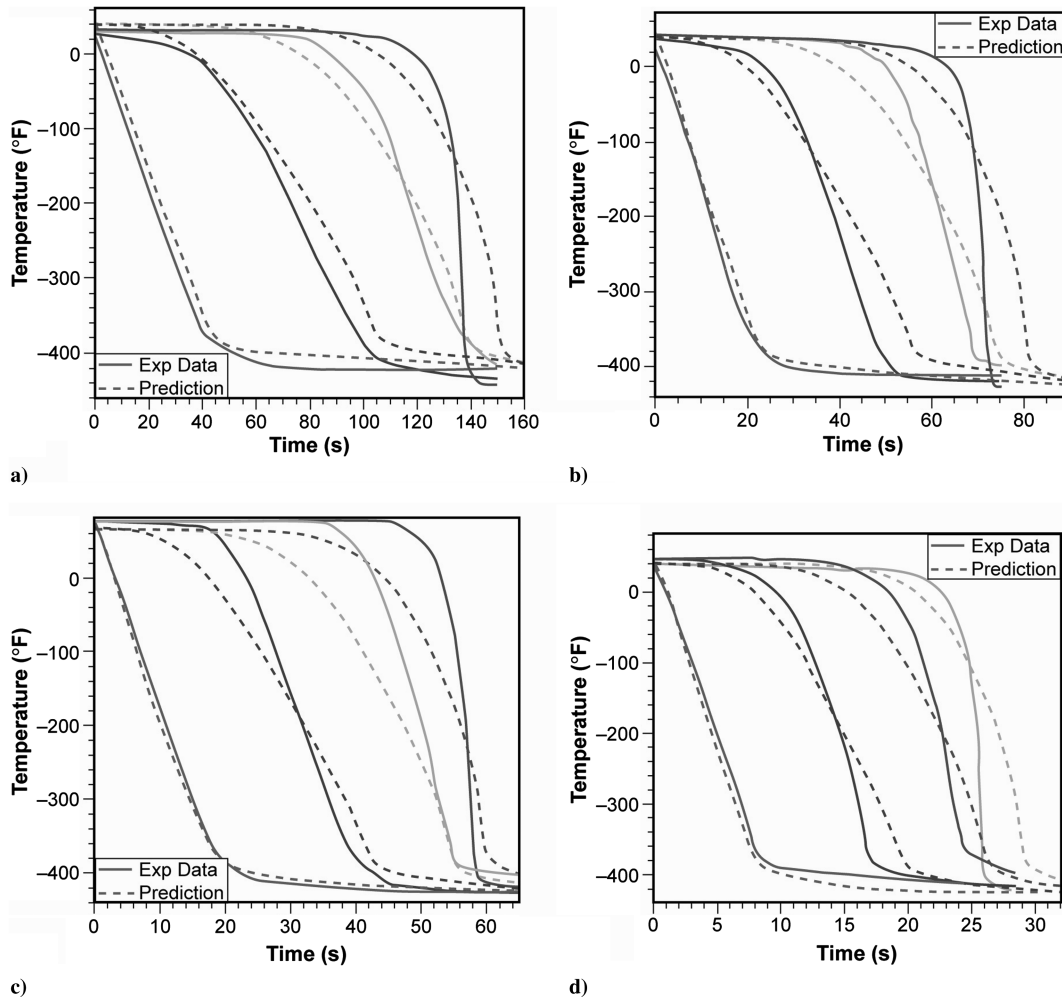 0
−100
−200
−300
−400
Temperature (°F)
Exp Data
Prediction
0 20 40 60 80 100 120 140 160
Time (s)
a)
0
−100
−200
−300
−400
Temperature (°F)
Exp Data
Prediction
0 20 40 60 80
Time (s)
b)
0
−100
−200
−300
−400
Temperature (°F)
Exp Data
Prediction
0 10 20 30 40 50 60
Time (s)
c)
0
−100
−200
−300
−400
Temperature (°F)
Exp Data
Prediction
0 5 10 15 20 25 30
Time (s)
d)